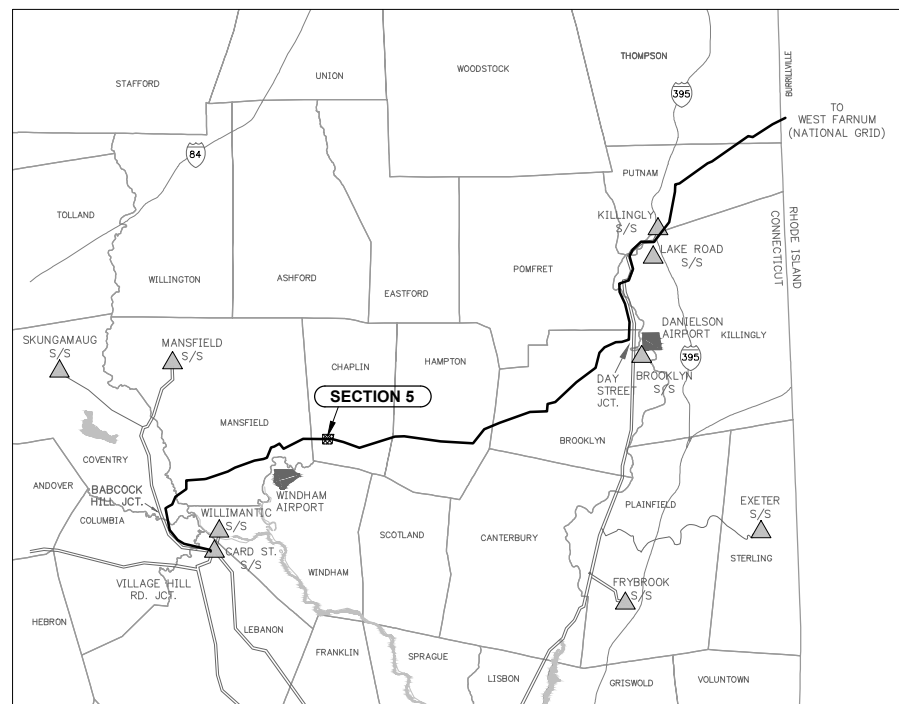 THOMPSON
BURRILLVILLE
WOODSTOCK
UNION
STAFFORD
395
TO
WEST FARNUM
(NATIONAL GRID)
84
PUTNAM
TOLLAND
KILLINGLY
S/S
RHODE ISLAND
CONNECTICUT
LAKE ROAD
S/S
POMFRET
WILLINGTON
ASHFORD
EASTFORD
DANIELSON
AIRPORT
KILLINGLY
SKUNGAMAUG
S/S
MANSFIELD
S/S
CHAPLIN
HAMPTON
395
BROOKLYN
S/S
DAY
STREET
JCT.
SECTION 5
MANSFIELD
BROOKLYN
COVENTRY
ANDOVER
BABCOCK
HILL JCT.
COLUMBIA
WINDHAM
AIRPORT
WILLIMANTIC
S/S
PLAINFIELD
EXETER
S/S
SCOTLAND
CANTERBURY
CARD ST.
S/S
STERLING
WINDHAM
VILLAGE HILL
RD. JCT.
FRYBROOK
S/S
HEBRON
LEBANON
FRANKLIN
SPRAGUE
LISBON
GRISWOLD
VOLUNTOWN